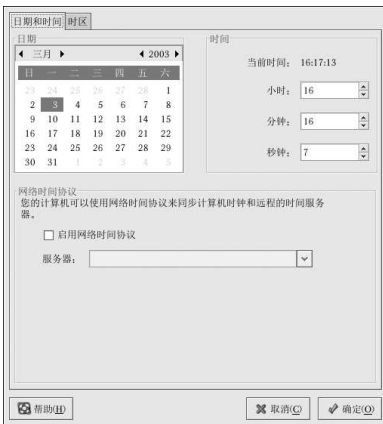 日期和时间 时区
日期
三月 2003
日 一 二 三 四 五 六
23 24 25 26 27 28 1
2 3 4 5 6 7 8
9 10 11 12 13 14 15
16 17 18 19 20 21 22
23 24 25 26 27 28 29
30 31 1 2 3 4 5
时间
当前时间: 16:17:13
小时: 16
分钟: 16
秒钟: 7
网络时间协议
您的计算机可以使用网络时间协议来同步计算机时钟和远程的时间服务
器。
启用网络时间协议
服务器:
帮助(H) 取消(C) 确定(O)